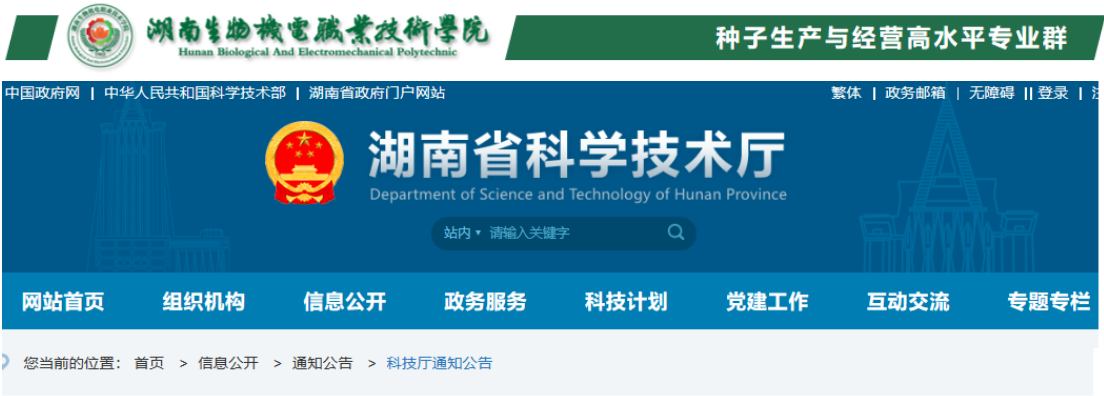 湖南生物機電職業技術學院
Hunan Biological And Electromechanical Polytechnic
种子生产与经营高水平专业群
中国政府网 | 中华人民共和国科学技术部 | 湖南省政府门户网站
繁体 | 政务邮箱 | 无障碍 || 登录 |
湖南省科学技术厅
Department of Science and Technology of Hunan Province
站内 ▾ 请输入关键字
网站首页 组织机构 信息公开 政务服务 科技计划 党建工作 互动交流 专题专栏
您当前的位置： 首页 > 信息公开 > 通知公告 > 科技厅通知公告